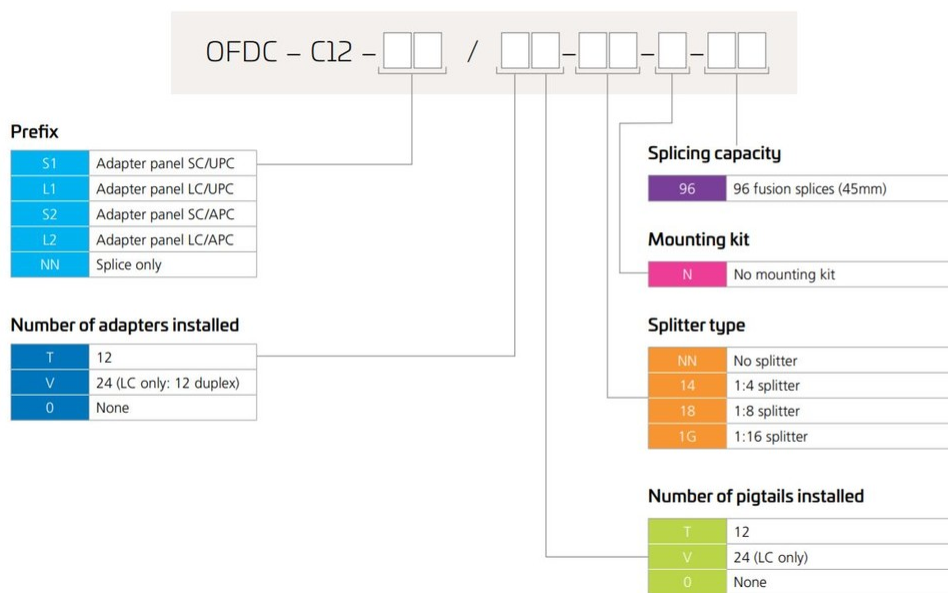 OFDC – C12 – / – – –
Prefix
S1 Adapter panel SC/UPC
L1 Adapter panel LC/UPC
S2 Adapter panel SC/APC
L2 Adapter panel LC/APC
NN Splice only
Number of adapters installed
T 12
V 24 (LC only: 12 duplex)
0 None
Splicing capacity
96 96 fusion splices (45mm)
Mounting kit
N No mounting kit
Splitter type
NN No splitter
14 1:4 splitter
18 1:8 splitter
1G 1:16 splitter
Number of pigtails installed
T 12
V 24 (LC only)
0 None